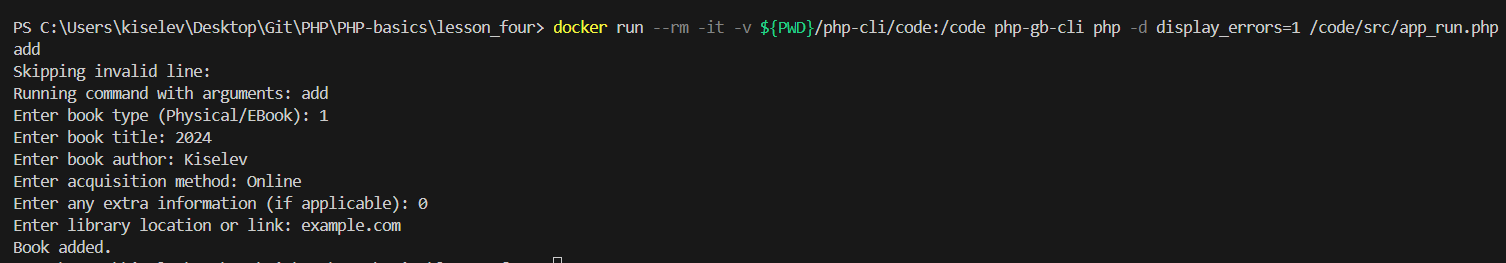 PS C:\Users\kiselev\Desktop\Git\PHP\PHP-basics\lesson_four> docker run --rm -it -v ${PWD}/php-cli/code:/code php-gb-cli php -d display_errors=1 /code/src/app_run.php
add
Skipping invalid line:
Running command with arguments: add
Enter book type (Physical/EBook): 1
Enter book title: 2024
Enter book author: Kiselev
Enter acquisition method: Online
Enter any extra information (if applicable): 0
Enter library location or link: example.com
Book added.